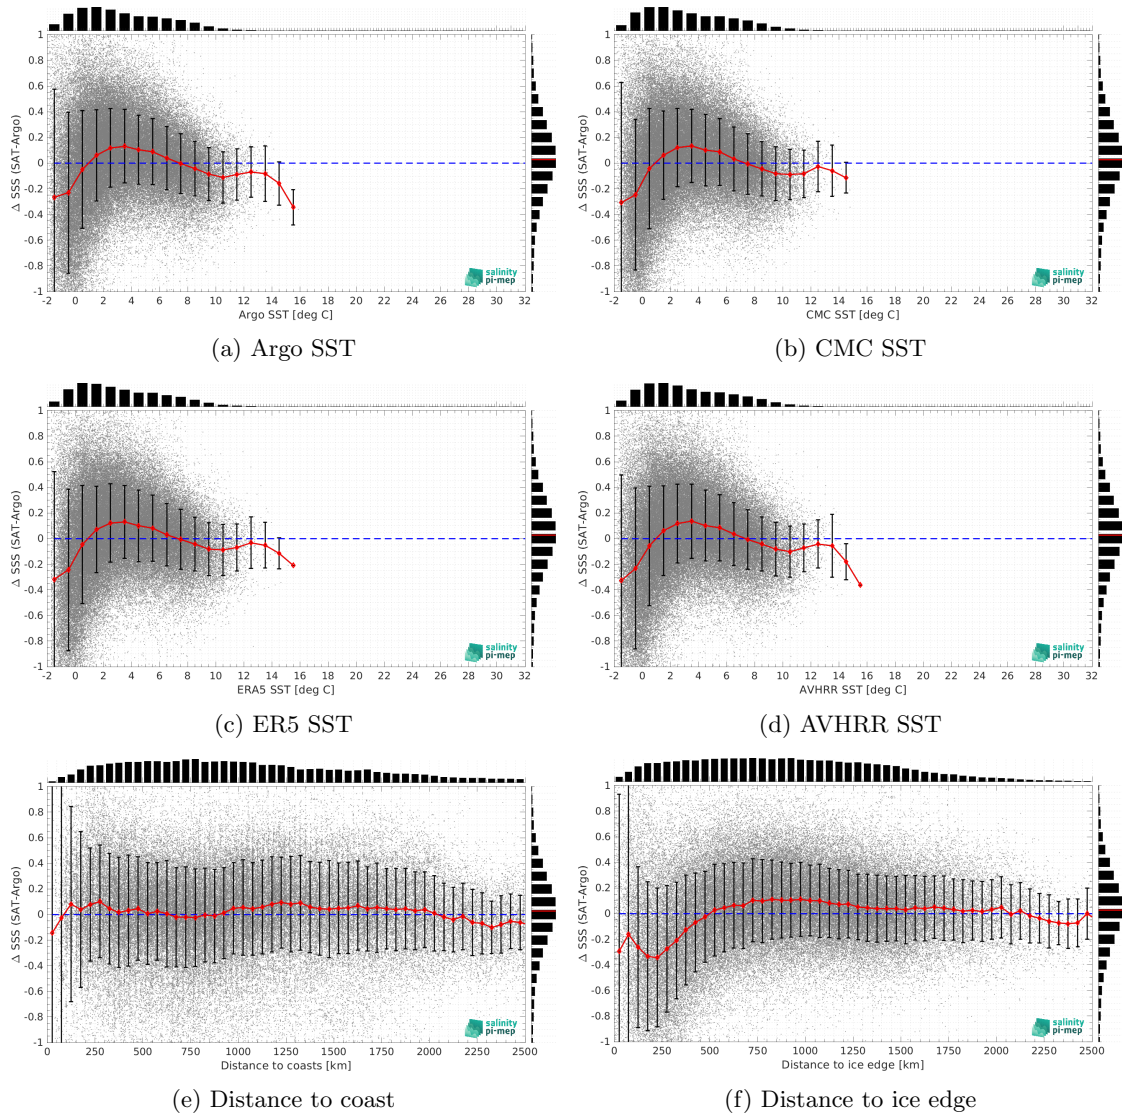 1
0.8
0.6
0.4
0.2
0
-0.2
-0.4
-0.6
-0.8
-1
Δ SSS (SAT-Argo)
salinity
pi-mep
-2 0 2 4 6 8 10 12 14 16 18 20 22 24 26 28 30 32
Argo SST [deg C]
(a) Argo SST
1
0.8
0.6
0.4
0.2
0
-0.2
-0.4
-0.6
-0.8
-1
Δ SSS (SAT-Argo)
salinity
pi-mep
-2 0 2 4 6 8 10 12 14 16 18 20 22 24 26 28 30 32
CMC SST [deg C]
(b) CMC SST
1
0.8
0.6
0.4
0.2
0
-0.2
-0.4
-0.6
-0.8
-1
Δ SSS (SAT-Argo)
salinity
pi-mep
-2 0 2 4 6 8 10 12 14 16 18 20 22 24 26 28 30 32
ERA5 SST [deg C]
(c) ER5 SST
1
0.8
0.6
0.4
0.2
0
-0.2
-0.4
-0.6
-0.8
-1
Δ SSS (SAT-Argo)
salinity
pi-mep
-2 0 2 4 6 8 10 12 14 16 18 20 22 24 26 28 30 32
AVHRR SST [deg C]
(d) AVHRR SST
1
0.8
0.6
0.4
0.2
0
-0.2
-0.4
-0.6
-0.8
-1
Δ SSS (SAT-Argo)
salinity
pi-mep
0 250 500 750 1000 1250 1500 1750 2000 2250 2500
Distance to coasts [km]
(e) Distance to coast
1
0.8
0.6
0.4
0.2
0
-0.2
-0.4
-0.6
-0.8
-1
Δ SSS (SAT-Argo)
salinity
pi-mep
0 250 500 750 1000 1250 1500 1750 2000 2250 2500
Distance to ice edge [km]
(f) Distance to ice edge